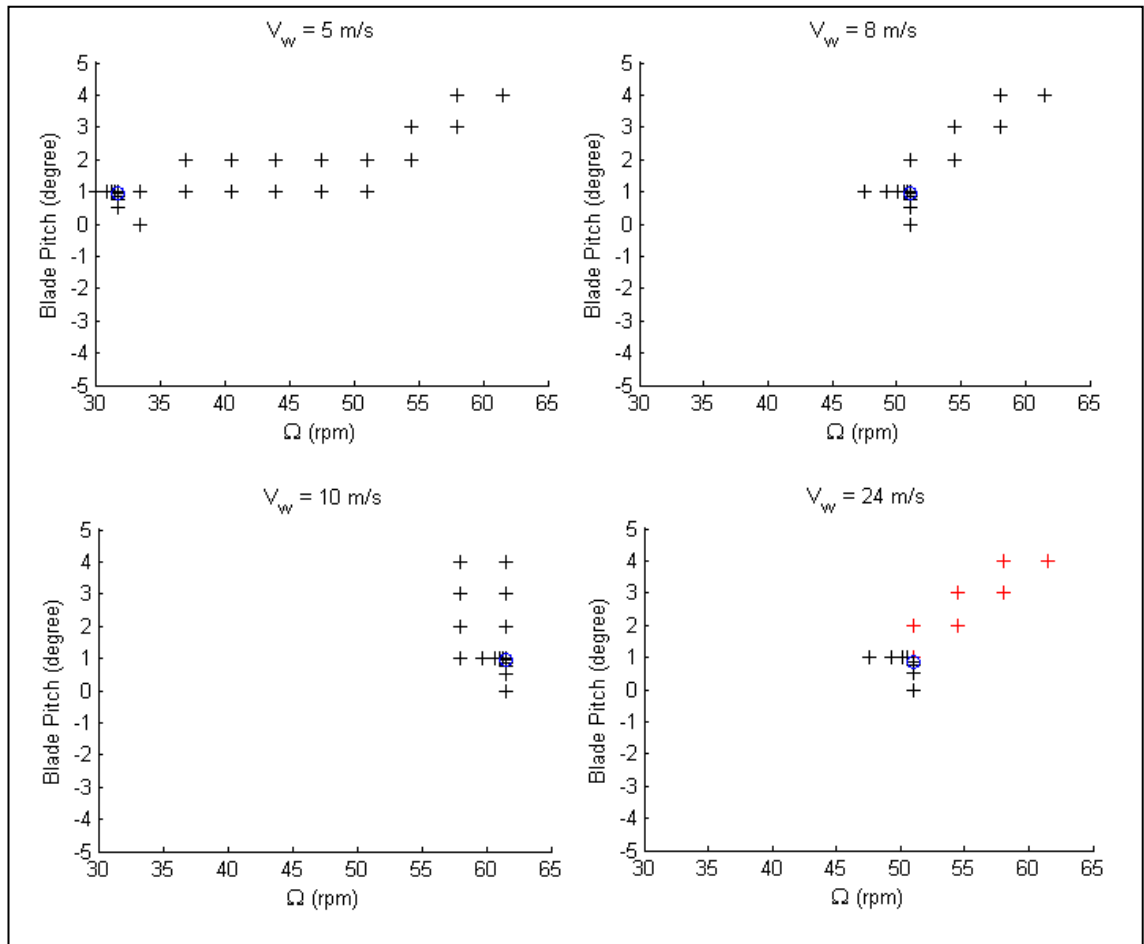 V_w = 5 m/s
Blade Pitch (degree)
5
4
3
2
1
0
-1
-2
-3
-4
-5
30 35 40 45 50 55 60 65
Ω (rpm)
V_w = 8 m/s
Blade Pitch (degree)
5
4
3
2
1
0
-1
-2
-3
-4
-5
30 35 40 45 50 55 60 65
Ω (rpm)
V_w = 10 m/s
Blade Pitch (degree)
5
4
3
2
1
0
-1
-2
-3
-4
-5
30 35 40 45 50 55 60 65
Ω (rpm)
V_w = 24 m/s
Blade Pitch (degree)
5
4
3
2
1
0
-1
-2
-3
-4
-5
30 35 40 45 50 55 60 65
Ω (rpm)